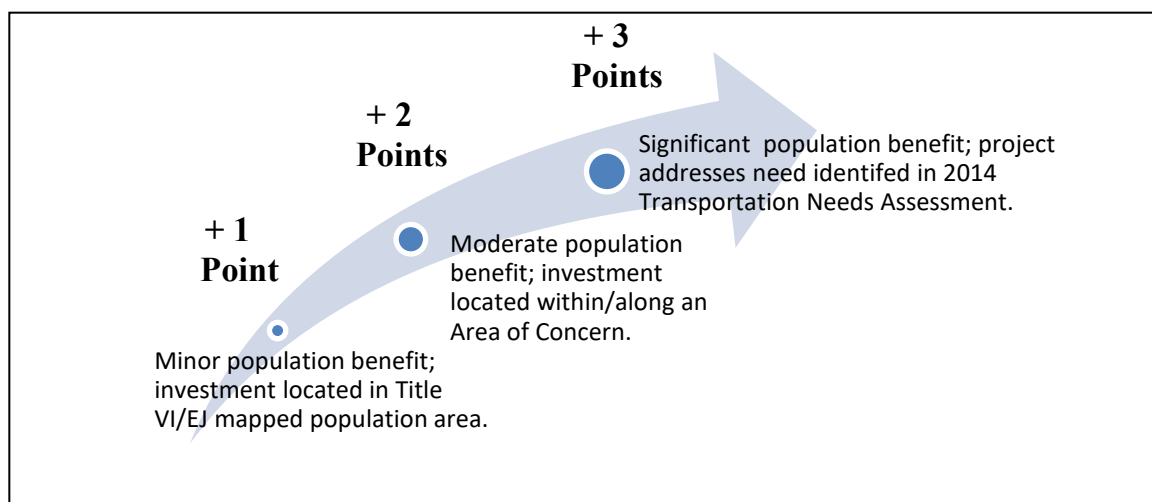 + 3
Points
Significant  population benefit; project
addresses need identifed in 2014
Transportation Needs Assessment.
+ 2
Points
Moderate population
benefit; investment
located within/along an
Area of Concern.
+ 1
Point
Minor population benefit;
investment located in Title
VI/EJ mapped population area.